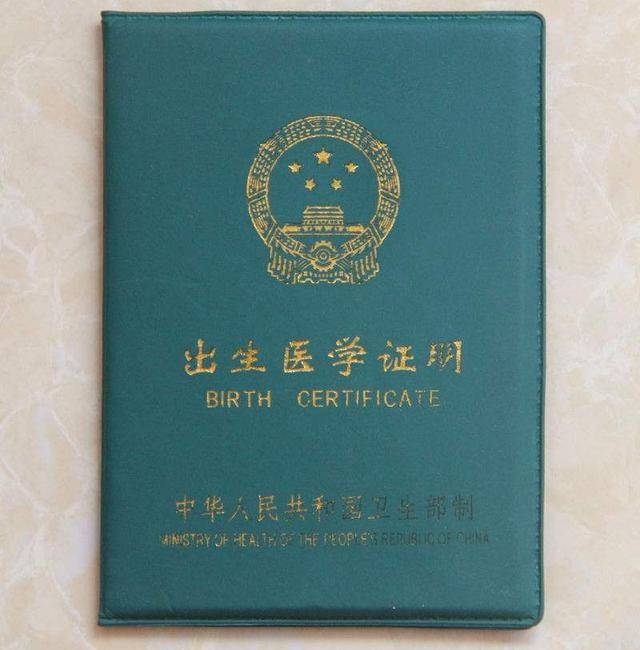 出生医学证明
BIRTH CERTIFICATE
中华人民共和国卫生部制
MINISTRY OF HEALTH OF THE PEOPLE'S REPUBLIC OF CHINA